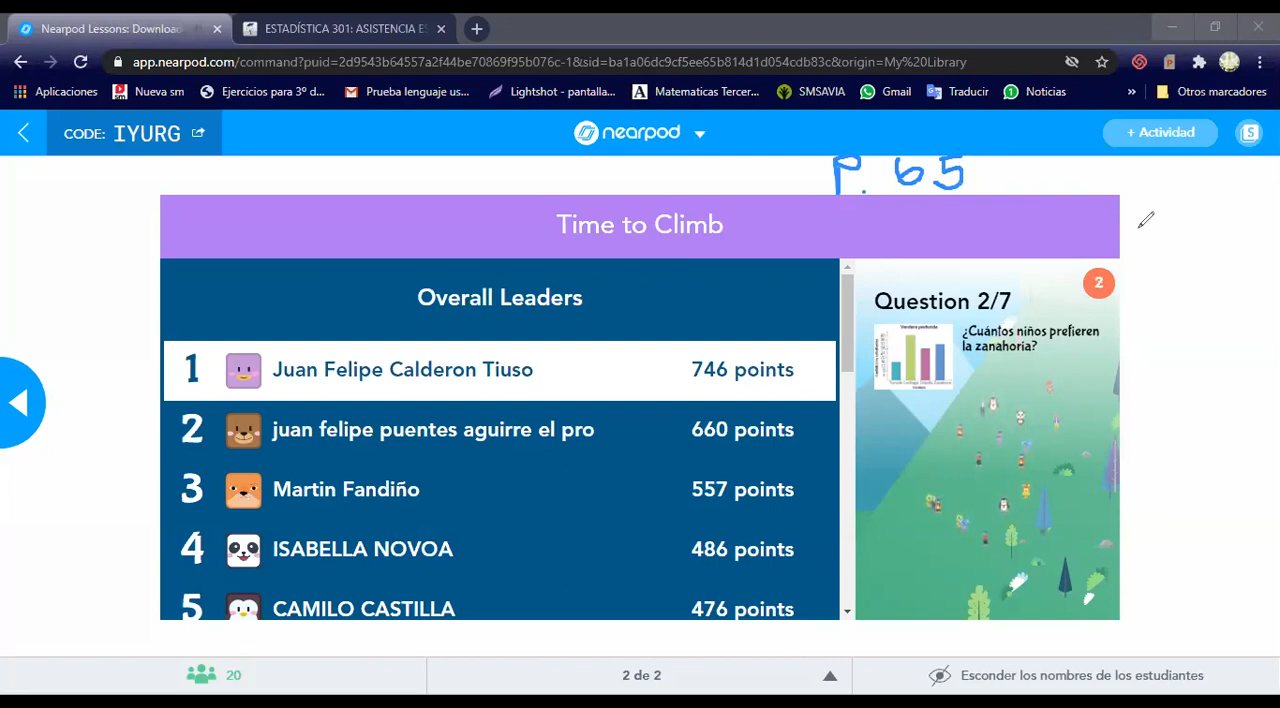 Nearpod Lessons: Download
ESTADÍSTICA 301: ASISTENCIA ES
app.nearpod.com/command?puid=2d9543b64557a2f44be70869f95b076c-1&sid=ba1a06dc9cf5ee65b814d1d054cdb83c&origin=My%20Library
Aplicaciones
Nueva sm
Ejercicios para 3º d...
Prueba lenguaje us...
Lightshot - pantalla...
Matematicas Tercer...
SMSAVIA
Gmail
Traducir
Noticias
»
Otros marcadores
CODE: IYURG
nearpod
+ Actividad
S
P. 65
Time to Climb
Overall Leaders
1 Juan Felipe Calderon Tiuso 746 points
2 juan felipe puentes aguirre el pro 660 points
3 Martin Fandiño 557 points
4 ISABELLA NOVOA 486 points
5 CAMILO CASTILLA 476 points
2
Question 2/7
Verdura preferida
¿Cuántos niños prefieren
la zanahoria?
20
2 de 2
Esconder los nombres de los estudiantes